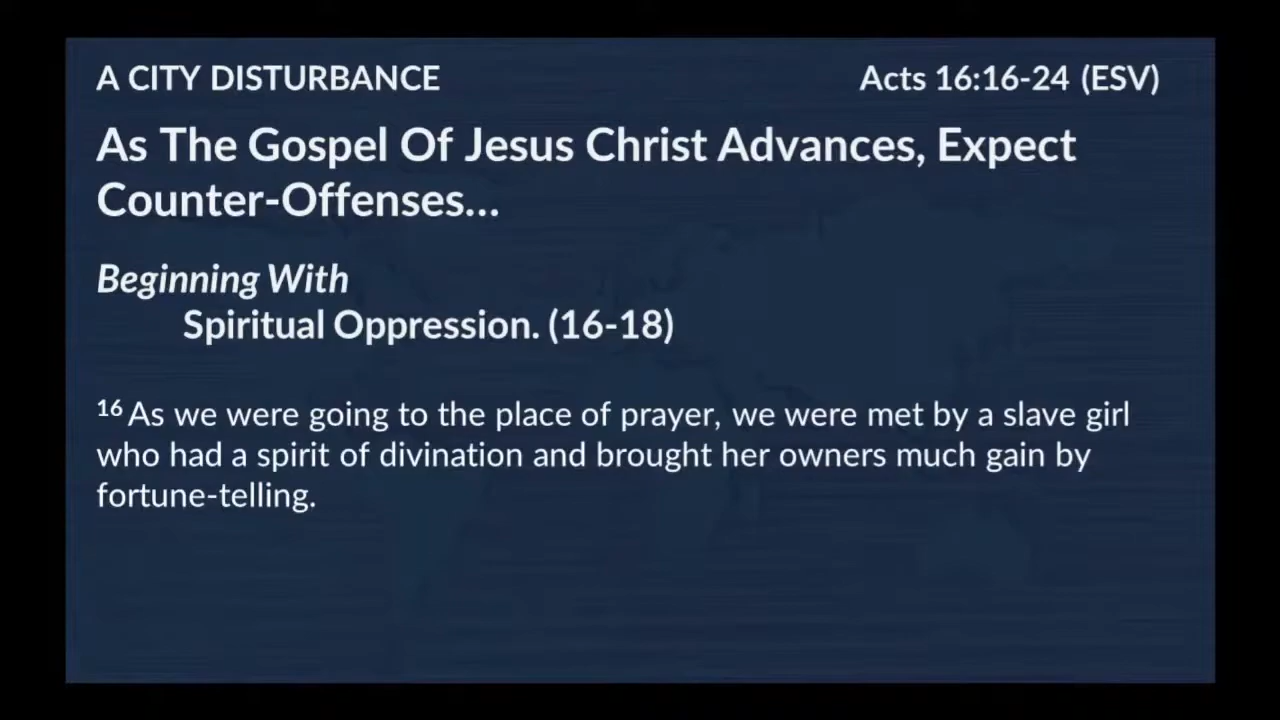 A CITY DISTURBANCE Acts 16:16-24 (ESV)
As The Gospel Of Jesus Christ Advances, Expect
Counter-Offenses...
Beginning With
Spiritual Oppression. (16-18)
16 As we were going to the place of prayer, we were met by a slave girl
who had a spirit of divination and brought her owners much gain by
fortune-telling.